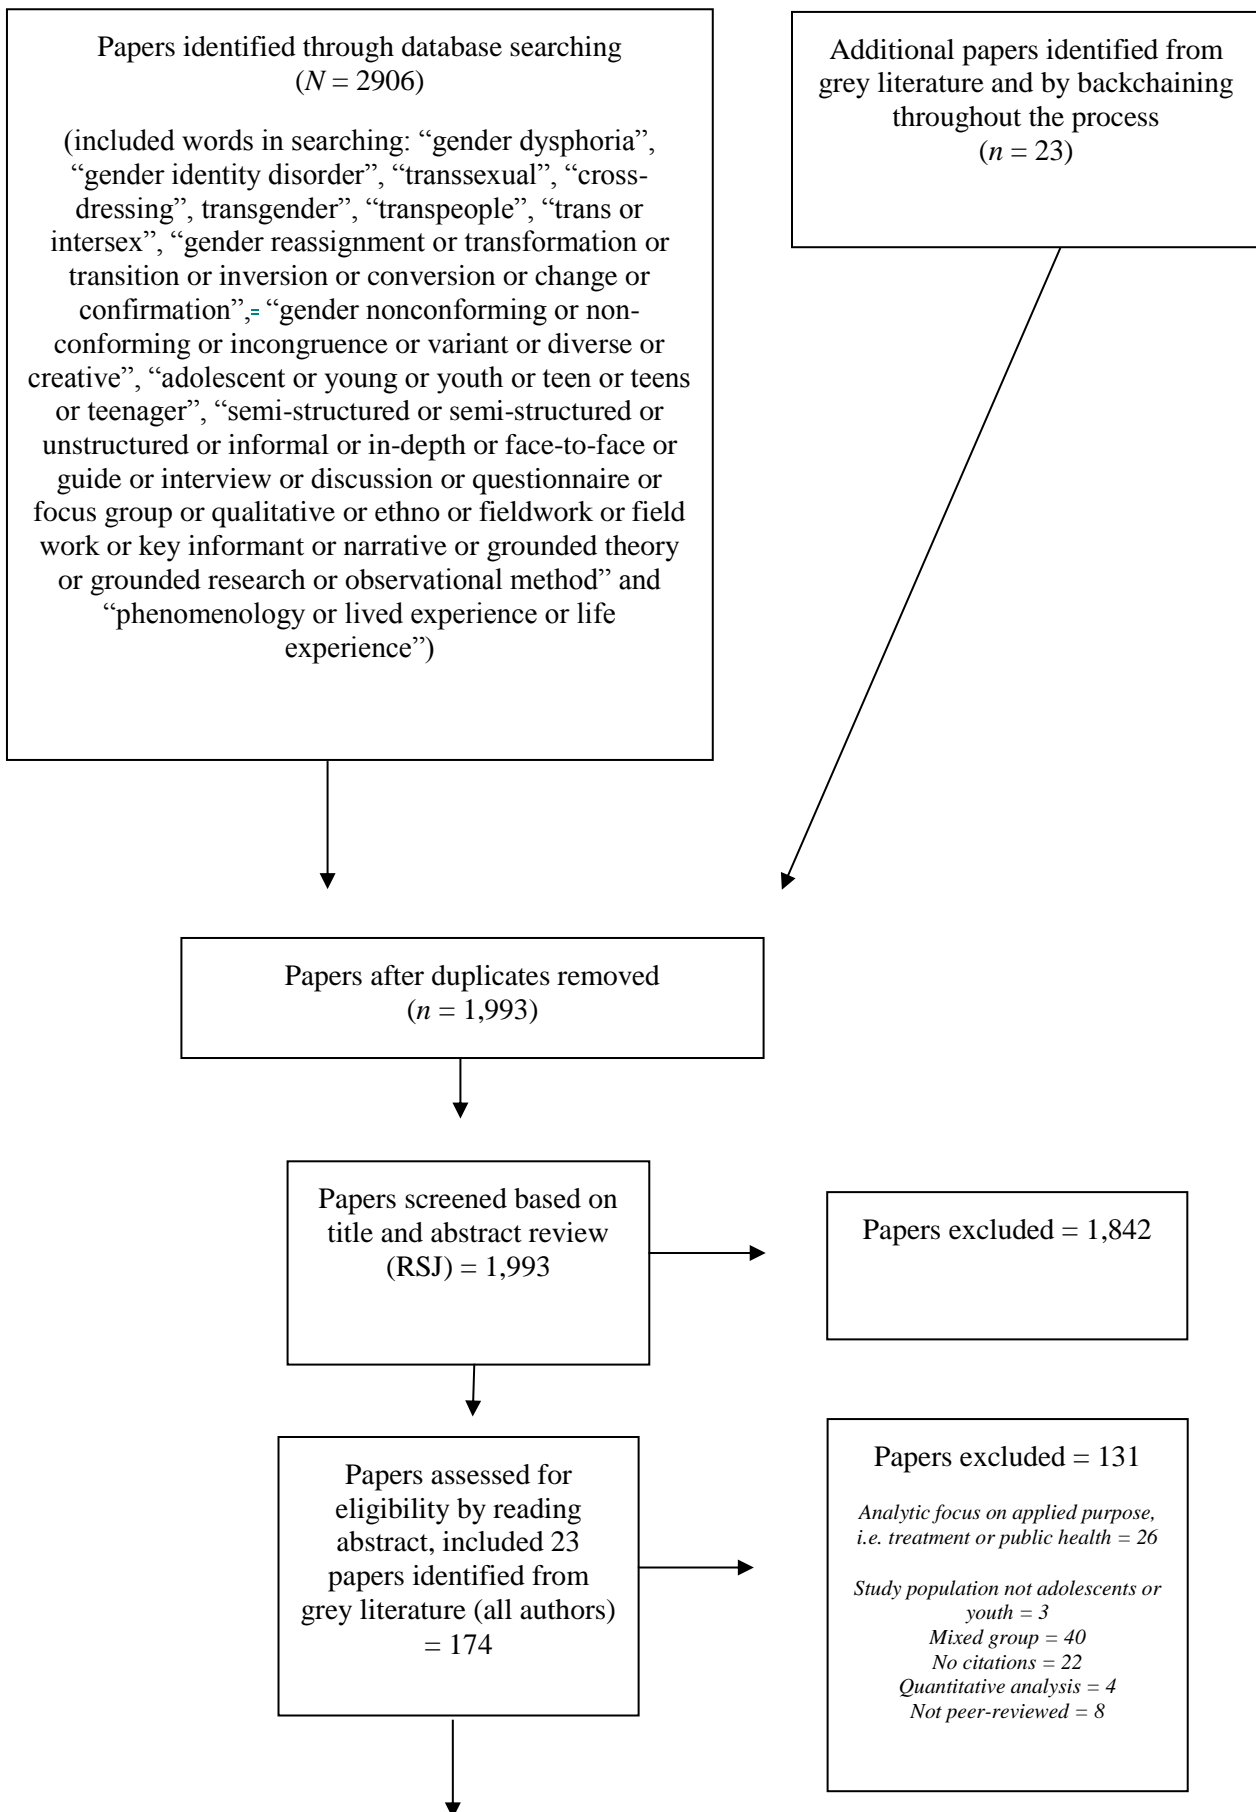 Papers identified through database searching
(N = 2906)
(included words in searching: “gender dysphoria”,
“gender identity disorder”, “transsexual”, “cross-
dressing”, transgender”, “transpeople”, “trans or
intersex”, “gender reassignment or transformation or
transition or inversion or conversion or change or
confirmation”,= “gender nonconforming or non-
conforming or incongruence or variant or diverse or
creative”, “adolescent or young or youth or teen or teens
or teenager”, “semi-structured or semi-structured or
unstructured or informal or in-depth or face-to-face or
guide or interview or discussion or questionnaire or
focus group or qualitative or ethno or fieldwork or field
work or key informant or narrative or grounded theory
or grounded research or observational method” and
“phenomenology or lived experience or life
experience”)
Additional papers identified from
grey literature and by backchaining
throughout the process
(n = 23)
Papers after duplicates removed
(n = 1,993)
Papers screened based on
title and abstract review
(RSJ) = 1,993
Papers excluded = 1,842
Papers assessed for
eligibility by reading
abstract, included 23
papers identified from
grey literature (all authors)
= 174
Papers excluded = 131
Analytic focus on applied purpose,
i.e. treatment or public health = 26
Study population not adolescents or
youth = 3
Mixed group = 40
No citations = 22
Quantitative analysis = 4
Not peer-reviewed = 8